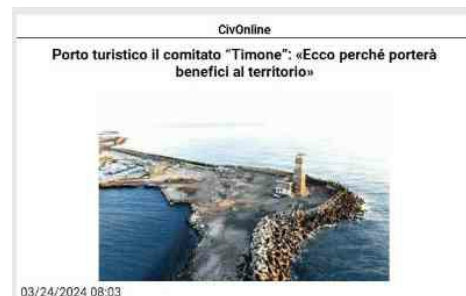 CivOnline
Porto turistico il comitato "Timone": «Ecco perché porterà
benefici al territorio»
03/24/2024 08:03